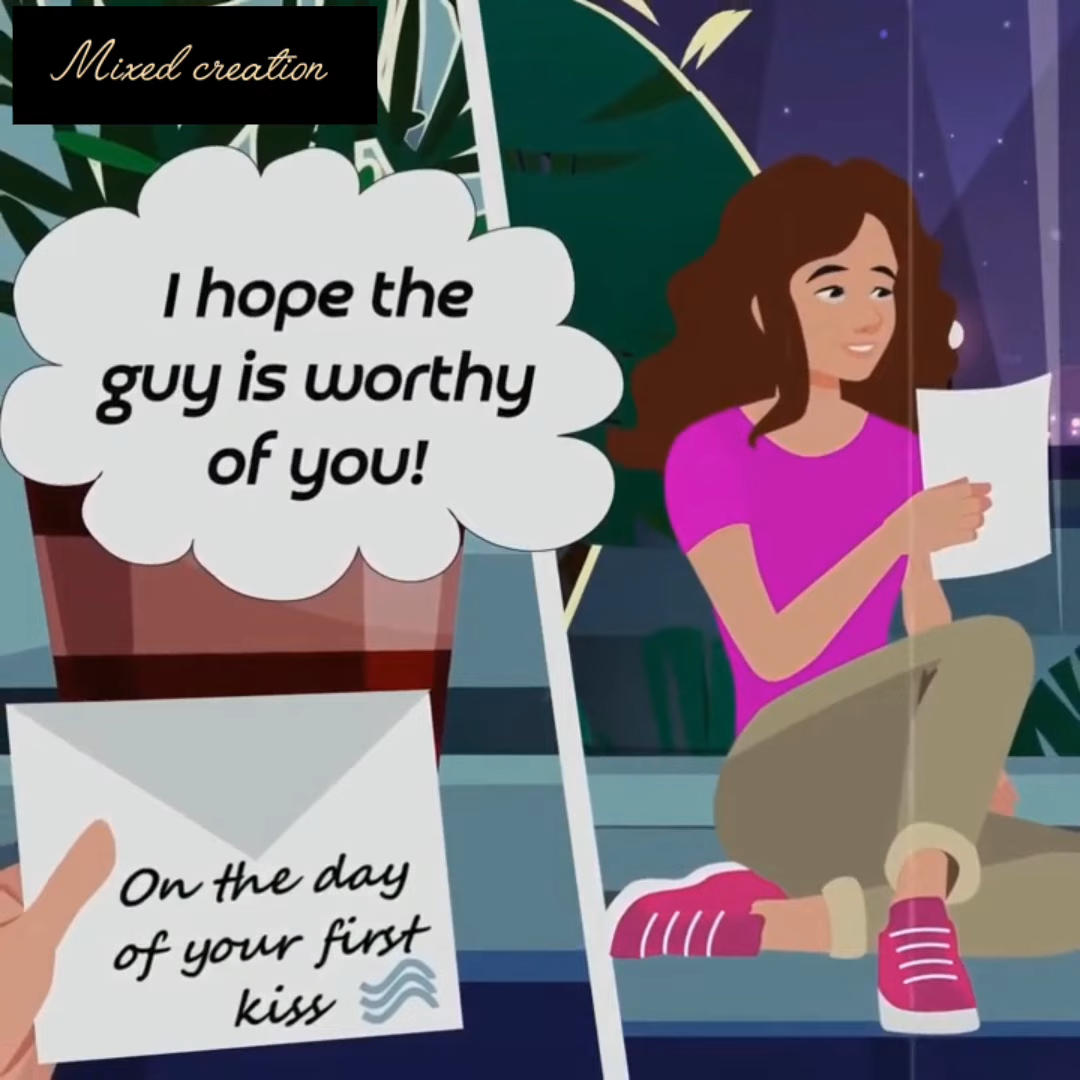 Mixed creation
I hope the
guy is worthy
of you!
On the day
of your first
kiss